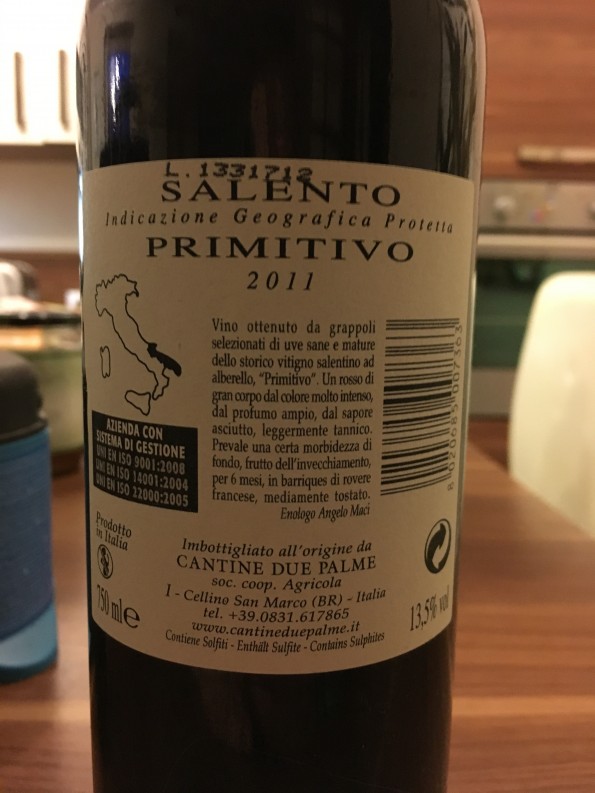 L. 1331712
SALENTO
Indicazione Geografica Protetta
PRIMITIVO
2011
Vino ottenuto da grappoli
selezionati di uve sane e mature
dello storico vitigno salentino ad
alberello, “Primitivo”. Un rosso di
gran corpo dal colore molto intenso,
dal profumo ampio, dal sapore
asciutto, leggermente tannico.
Prevale una certa morbidezza di
fondo, frutto dell'invecchiamento,
per 6 mesi, in barriques di rovere
francese, mediamente tostato.
Enologo Angelo Maci
8 020685 007363
AZIENDA CON
SISTEMA DI GESTIONE
UNI EN ISO 9001:2008
UNI EN ISO 14001:2004
UNI EN ISO 22000:2005
Prodotto
in Italia
750 ml e
Imbottigliato all'origine da
CANTINE DUE PALME
soc. coop. Agricola
I - Cellino San Marco (BR) - Italia
tel. +39.0831.617865
www.cantineduepalme.it
Contiene Solfiti - Enthält Sulfite - Contains Sulphites
13,5% vol